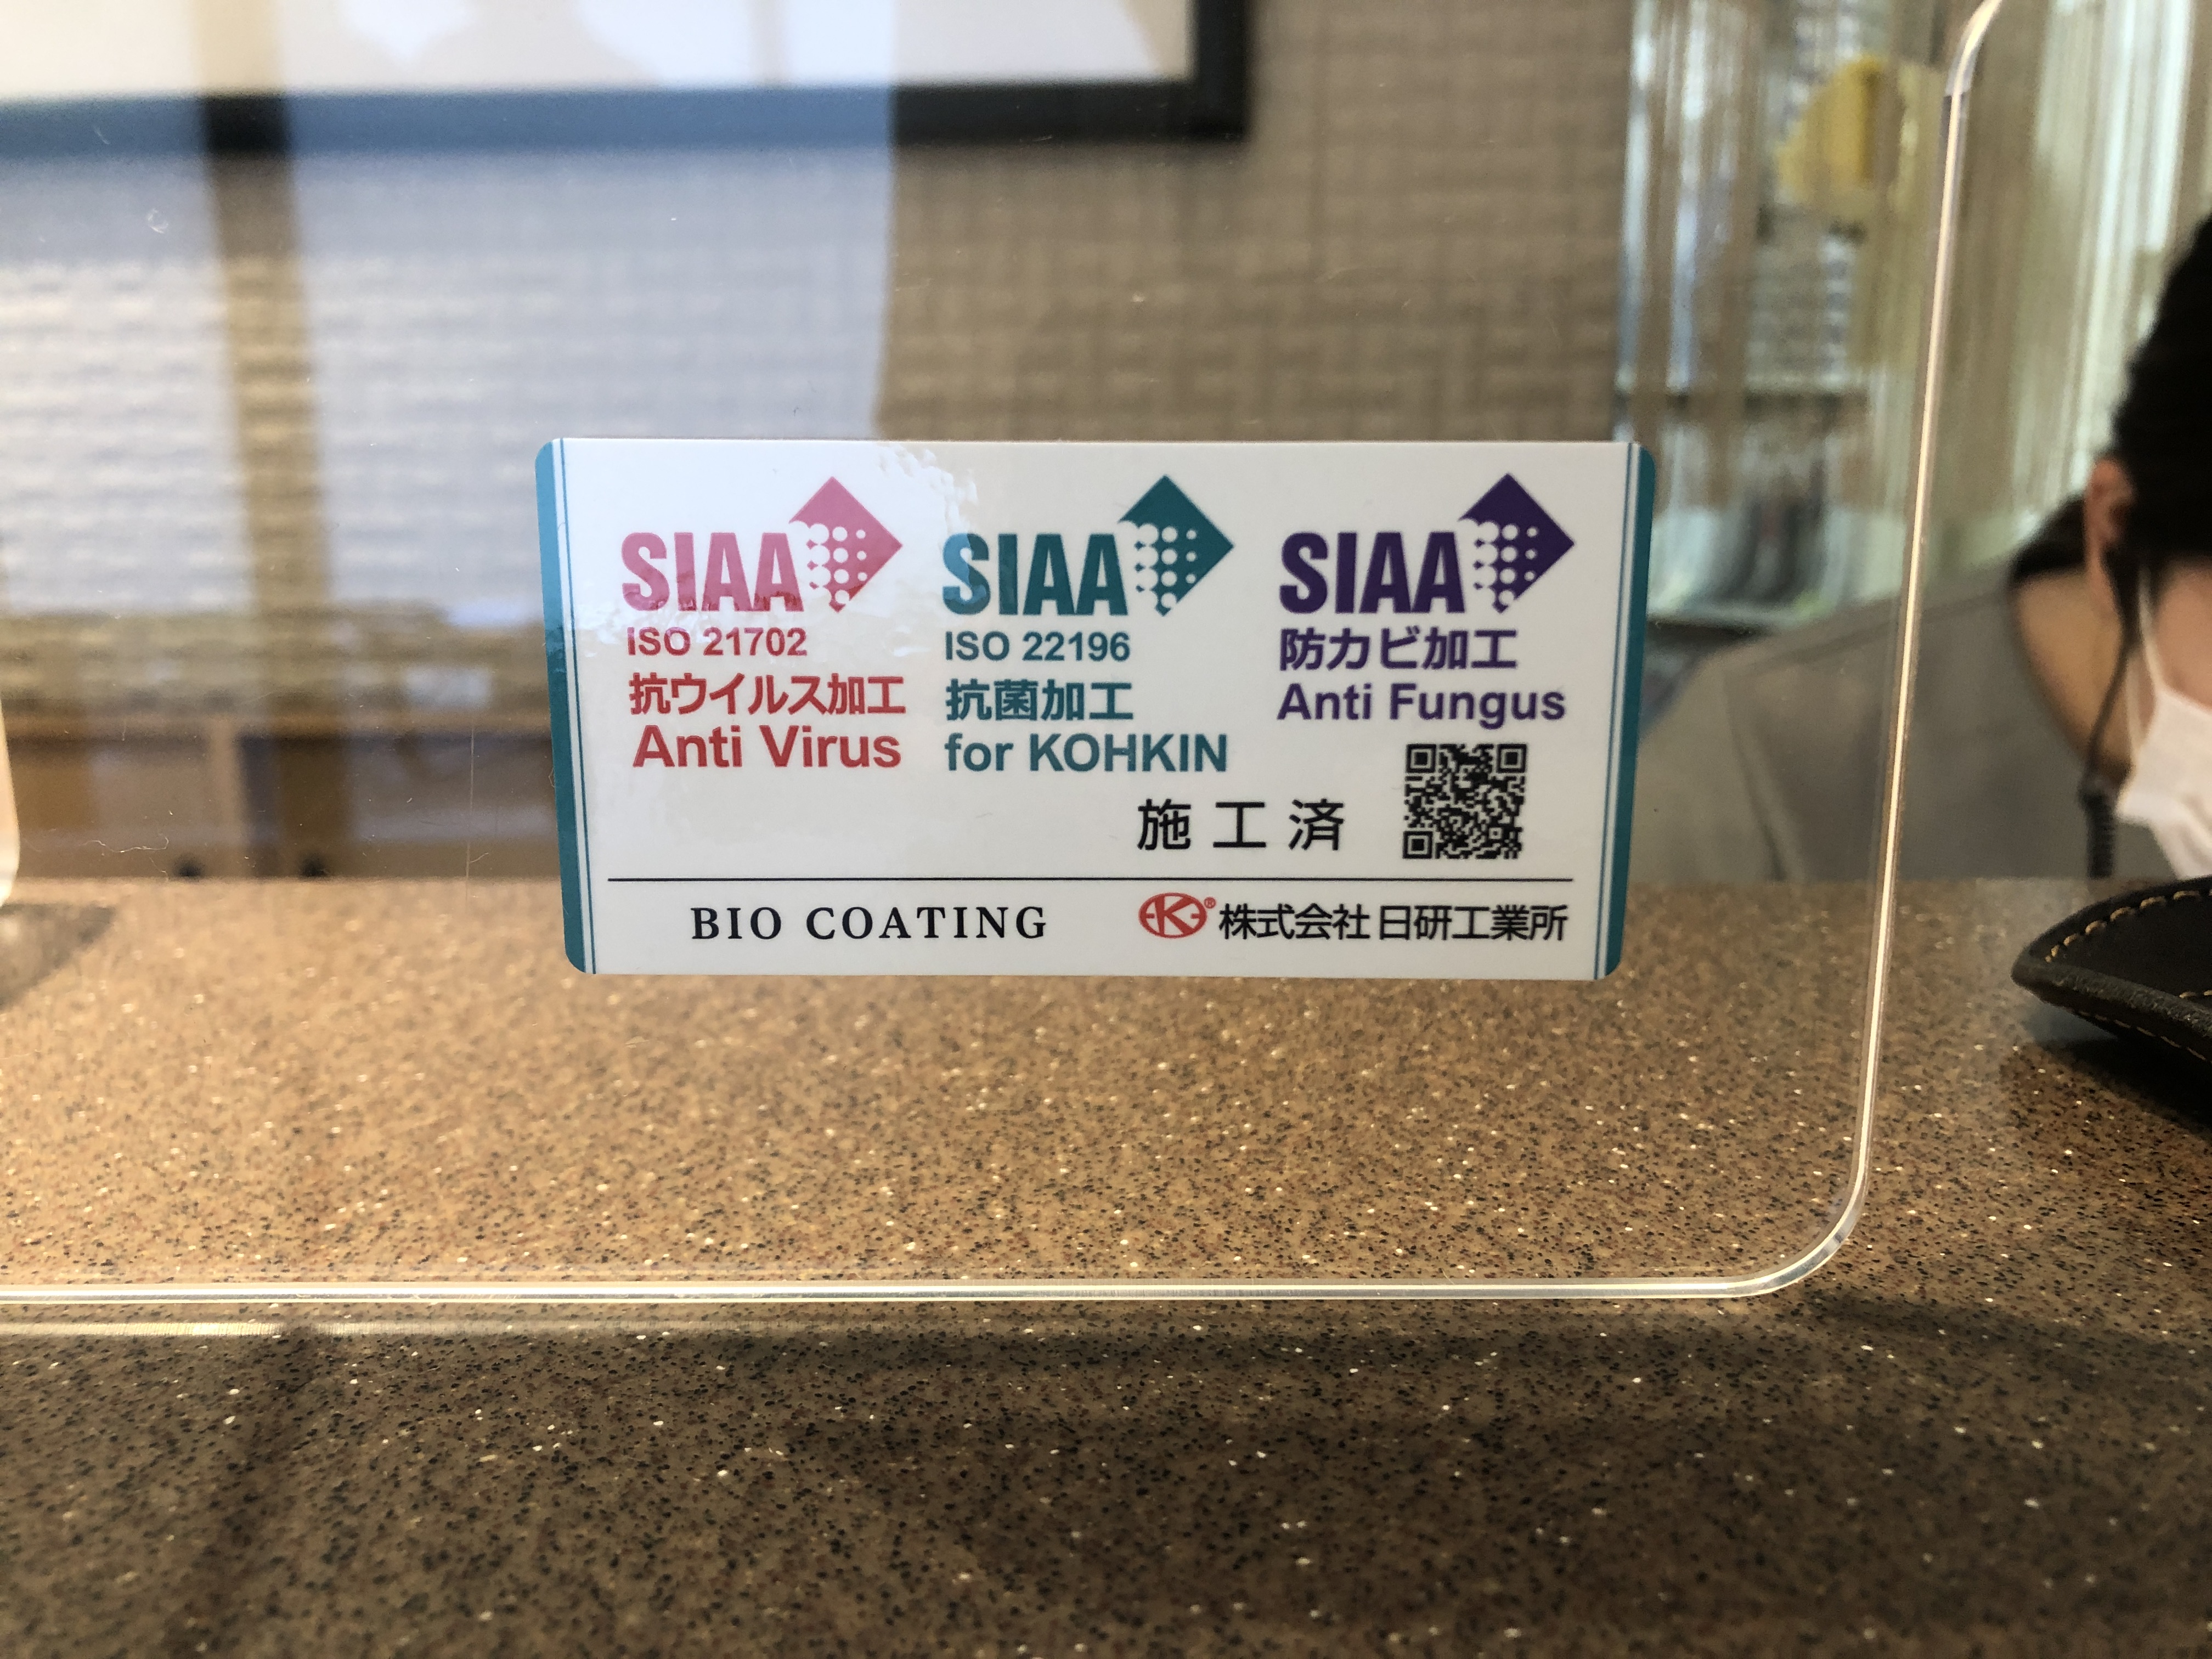 SIAA
ISO 21702
抗ウイルス加工
Anti Virus
SIAA
ISO 22196
抗菌加工
for KOHKIN
SIAA
防カビ加工
Anti Fungus
施工済
BIO COATING
EK® 株式会社 日研工業所